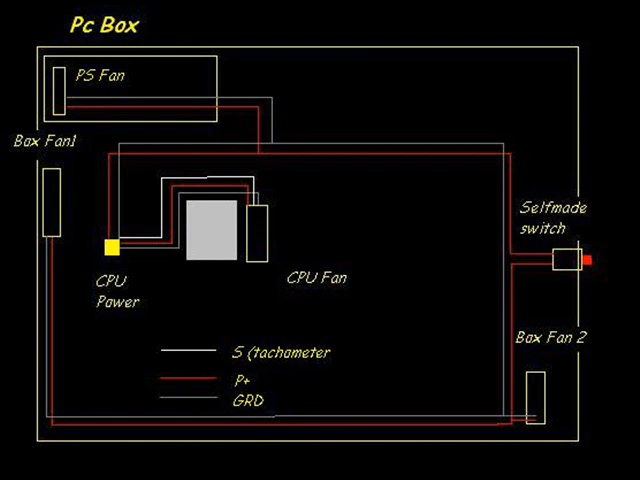 Pc Box
PS Fan
Box Fan1
Selfmade
switch
CPU
Power
CPU Fan
Box Fan 2
S (tachometer
P+
GRD